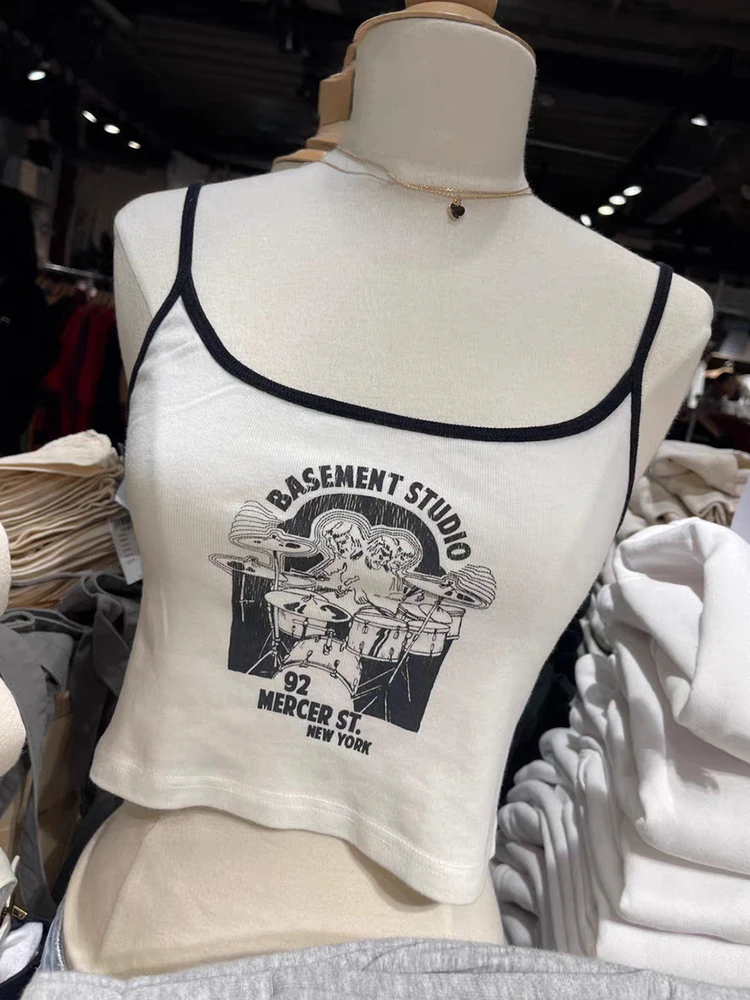 BASEMENT STUDIO
92
MERCER ST.
NEW YORK